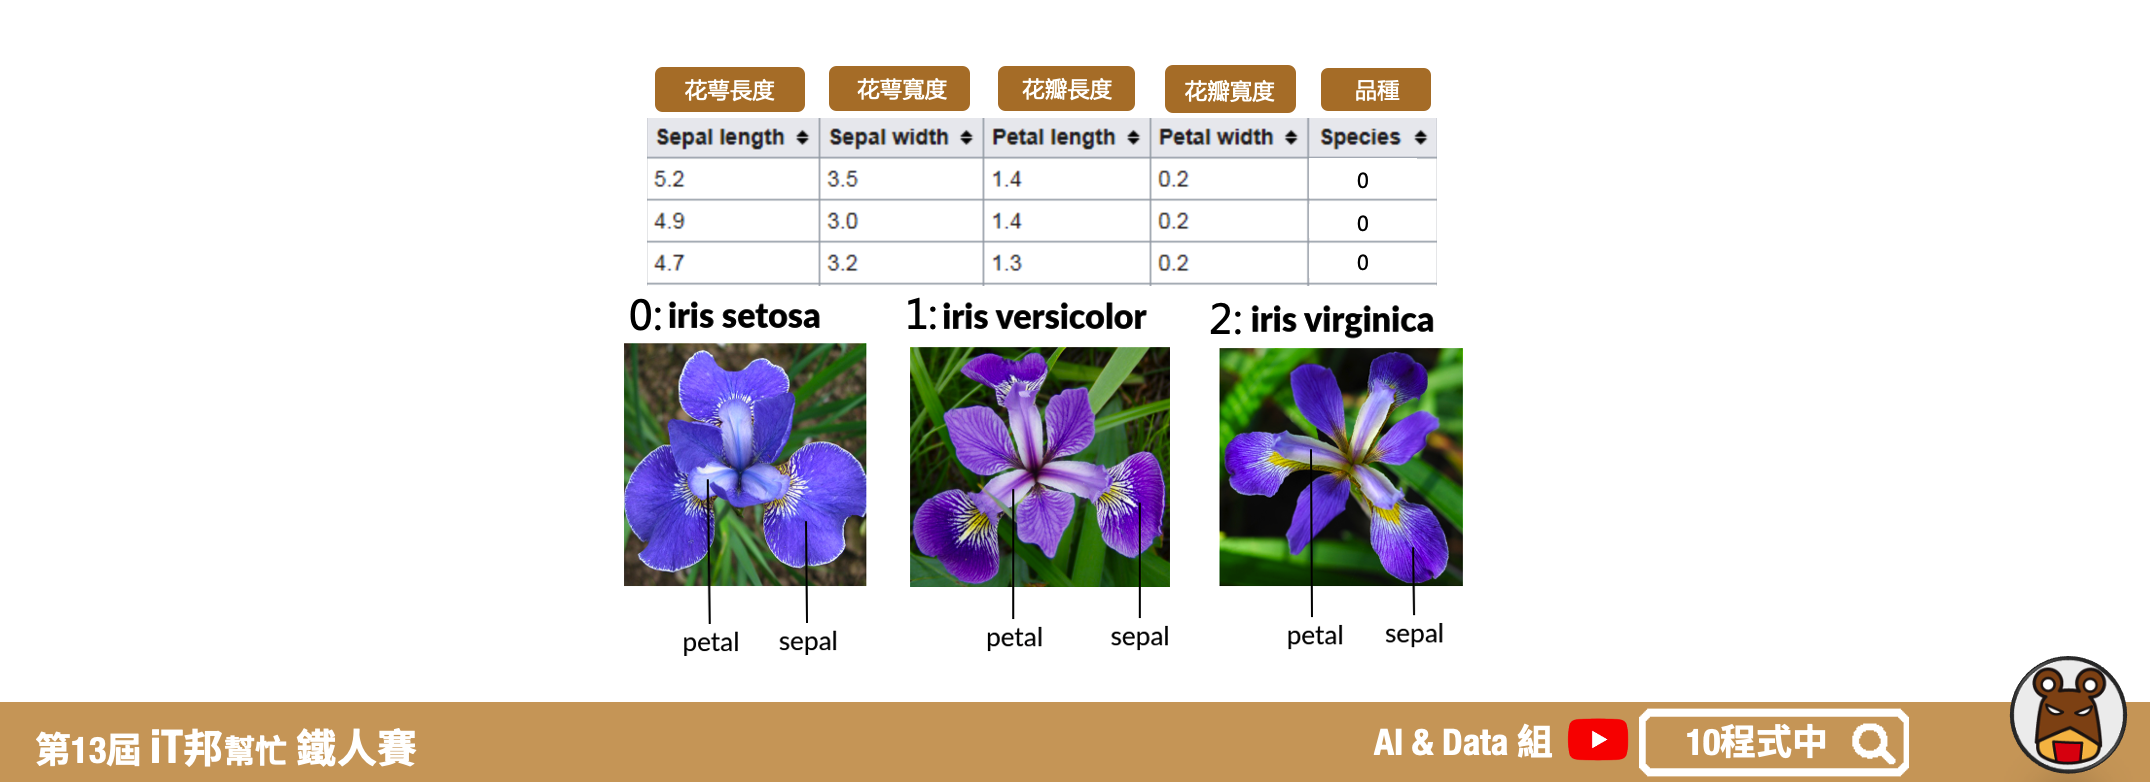 花萼長度 花萼寬度 花瓣長度 花瓣寬度 品種
Sepal length Sepal width Petal length Petal width Species
5.2 3.5 1.4 0.2 0
4.9 3.0 1.4 0.2 0
4.7 3.2 1.3 0.2 0
0: iris setosa 1: iris versicolor 2: iris virginica
petal sepal petal sepal petal sepal
第13屆 iT邦幫忙 鐵人賽 AI & Data 組 10程式中